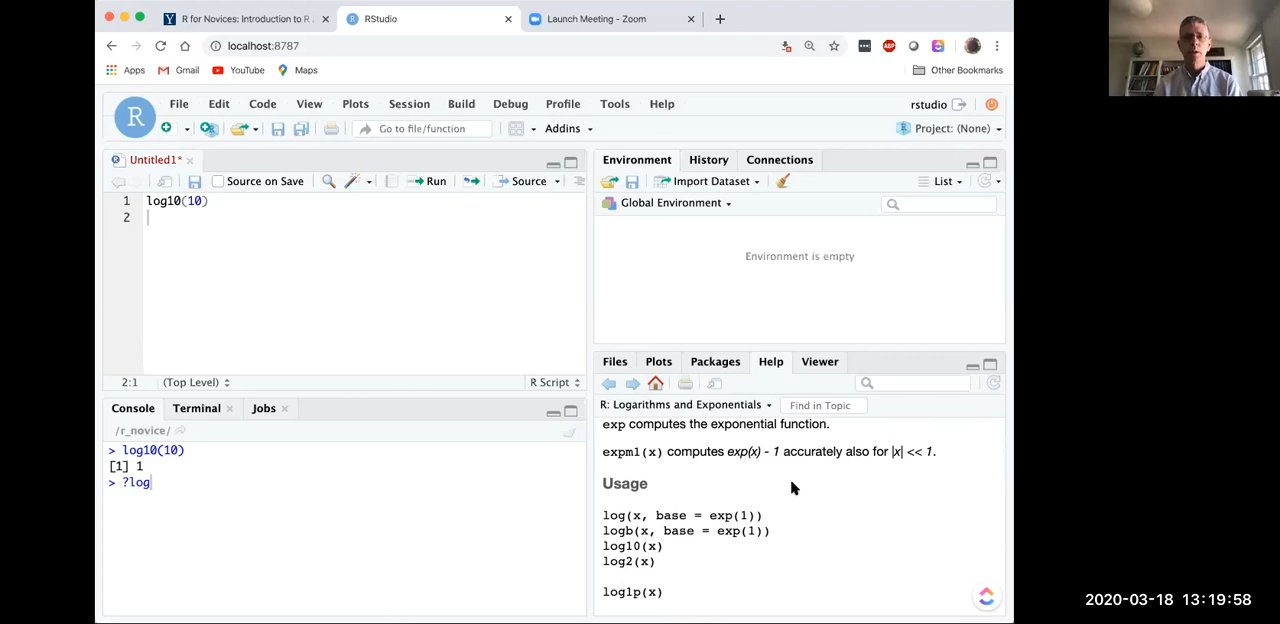 R for Novices: Introduction to R
RStudio
Launch Meeting - Zoom
localhost:8787
ABP
Apps
Gmail
YouTube
Maps
Other Bookmarks
R
File Edit Code View Plots Session Build Debug Profile Tools Help
rstudio
Go to file/function
Addins
Project: (None)
Untitled1*
Source on Save
Run
Source
1 log10(10)
2
2:1 (Top Level) R Script
Console Terminal Jobs
/r_novice/
> log10(10)
[1] 1
> ?log
Environment History Connections
Import Dataset
List
Global Environment
Environment is empty
Files Plots Packages Help Viewer
R: Logarithms and Exponentials
Find in Topic
exp computes the exponential function.
expm1(x) computes exp(x) - 1 accurately also for |x| << 1.
Usage
log(x, base = exp(1))
logb(x, base = exp(1))
log10(x)
log2(x)
log1p(x)
2020-03-18 13:19:58